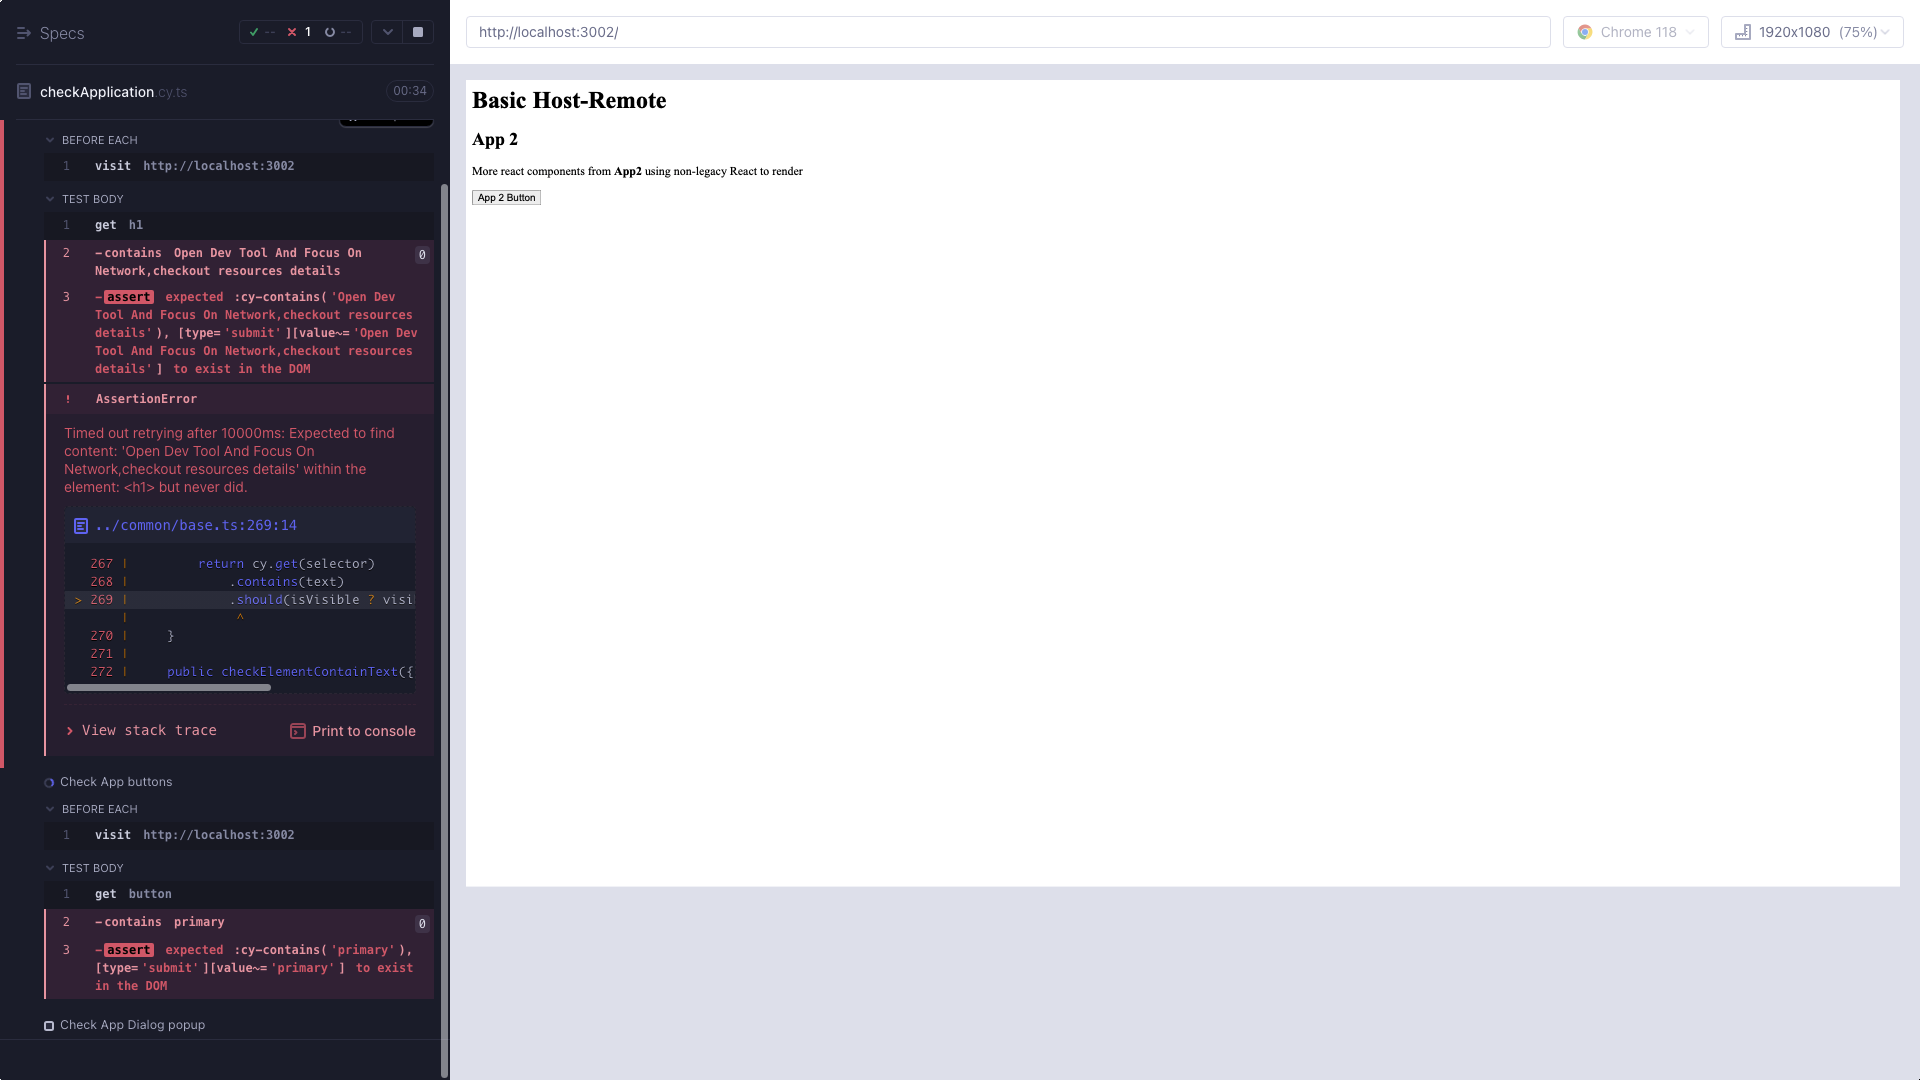 Specs
-- 1 --
checkApplication.cy.ts
00:34
BEFORE EACH
1 visit http://localhost:3002
TEST BODY
1 get h1
2 -contains Open Dev Tool And Focus On
Network,checkout resources details
0
3 -assert expected :cy-contains('Open Dev
Tool And Focus On Network,checkout resources
details'), [type='submit'][value~='Open Dev
Tool And Focus On Network,checkout resources
details'] to exist in the DOM
! AssertionError
Timed out retrying after 10000ms: Expected to find
content: 'Open Dev Tool And Focus On
Network,checkout resources details' within the
element: <h1> but never did.
../common/base.ts:269:14
267 | return cy.get(selector)
268 | .contains(text)
> 269 | .should(isVisible ? visi
| ^
270 | }
271 |
272 | public checkElementContainText({
View stack trace
Print to console
Check App buttons
BEFORE EACH
1 visit http://localhost:3002
TEST BODY
1 get button
2 -contains primary
0
3 -assert expected :cy-contains('primary'),
[type='submit'][value~='primary'] to exist
in the DOM
Check App Dialog popup
http://localhost:3002/
Chrome 118
1920x1080 (75%)
Basic Host-Remote
App 2
More react components from App2 using non-legacy React to render
App 2 Button